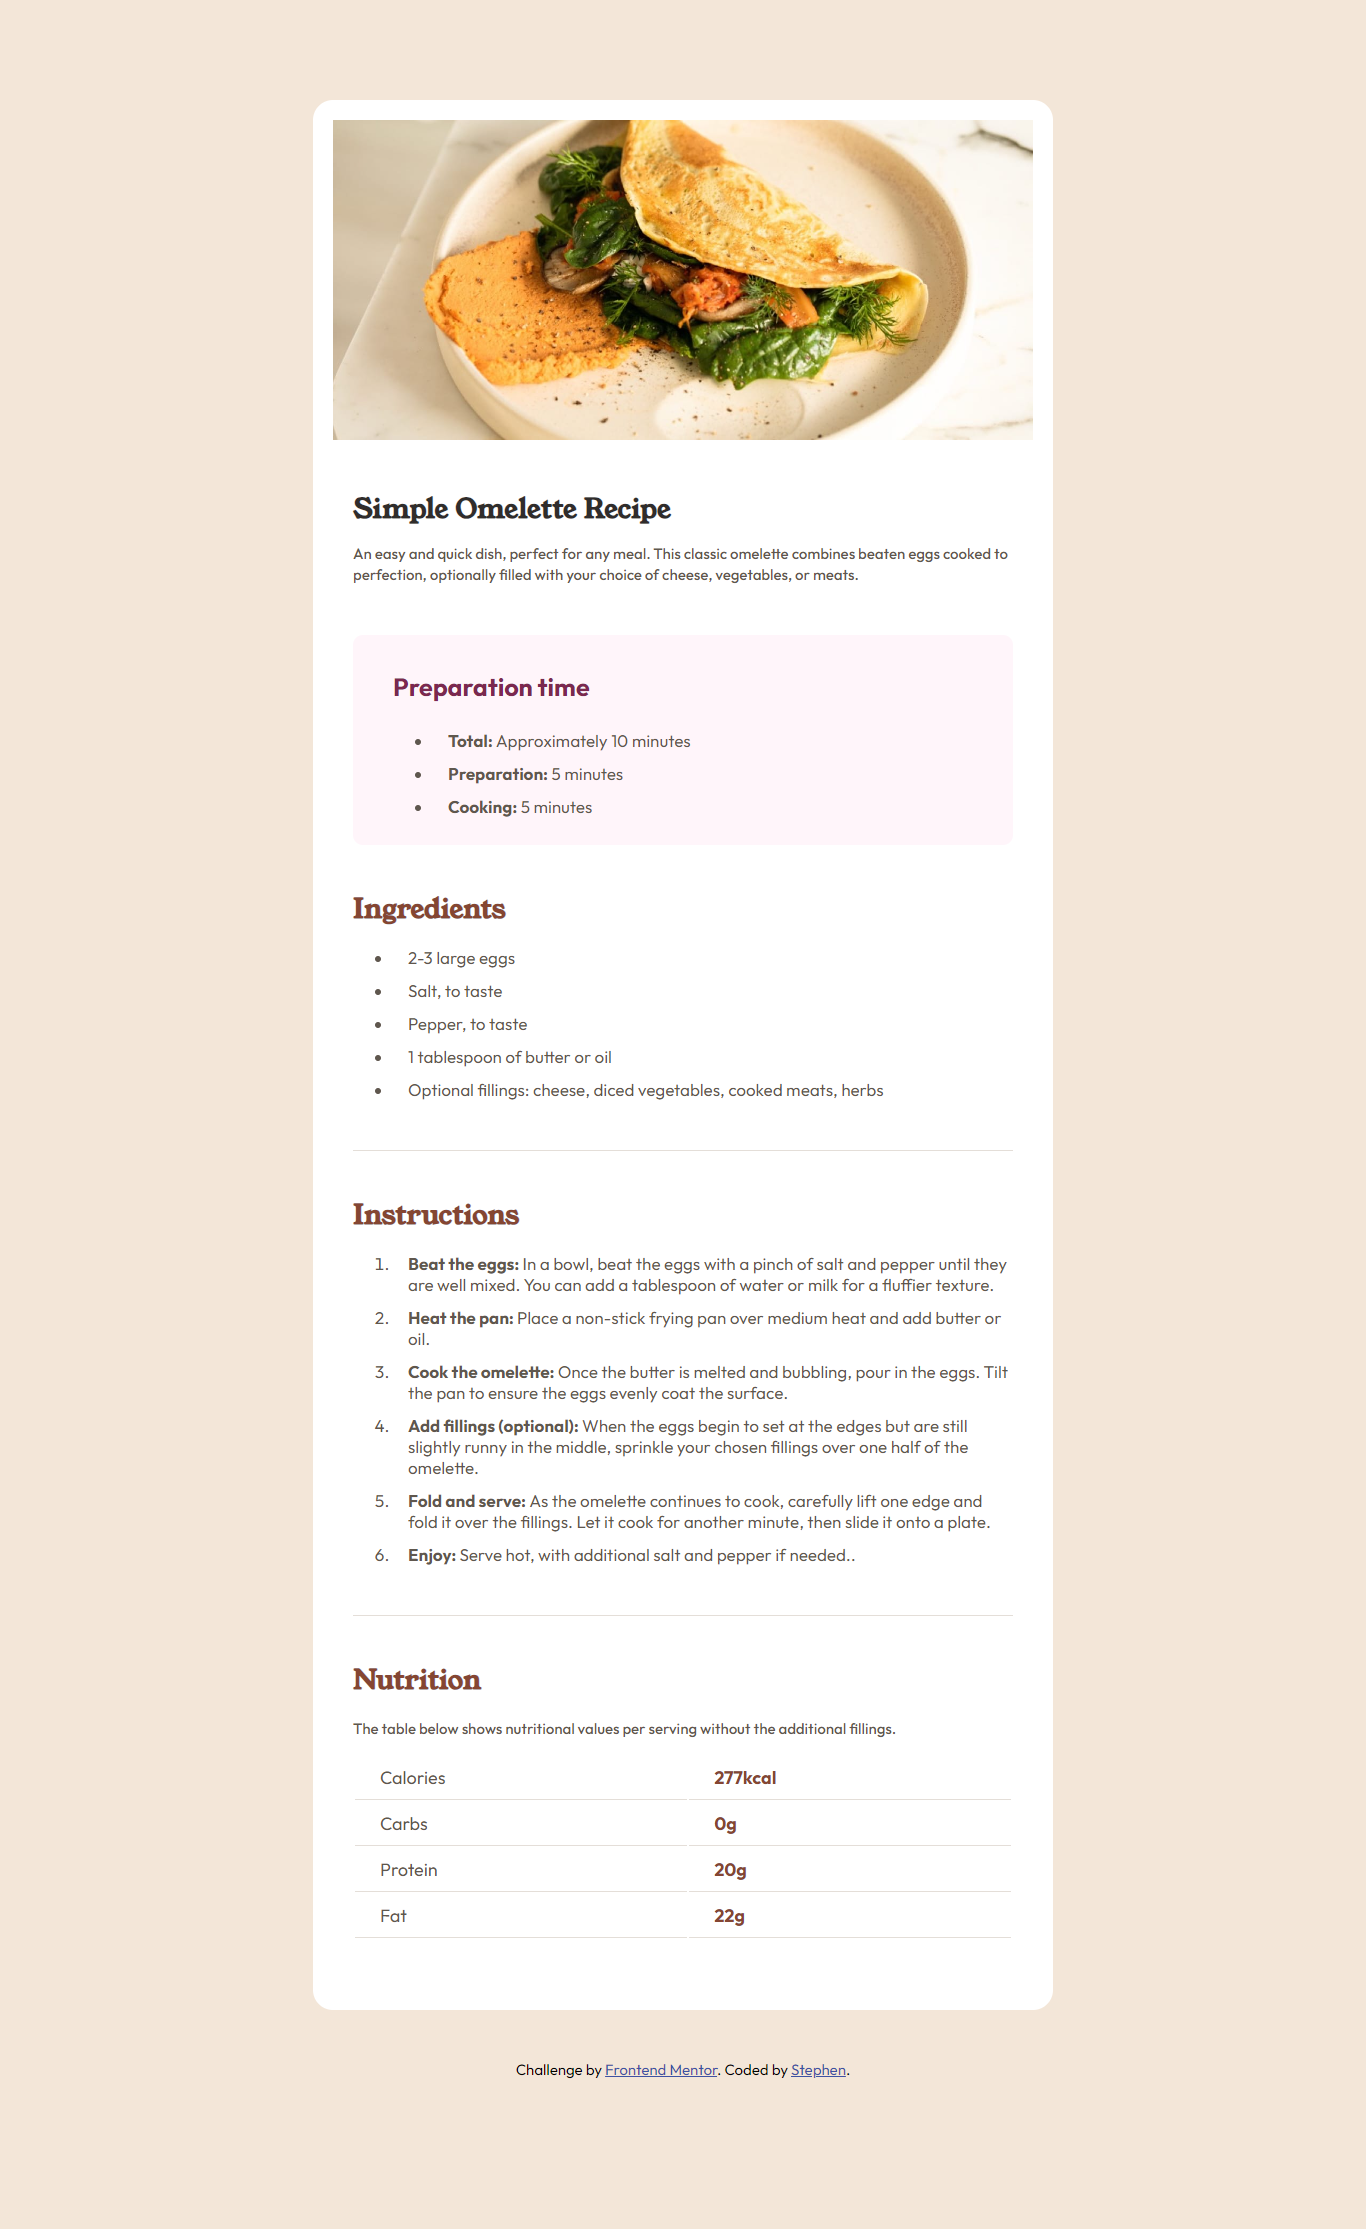 Simple Omelette Recipe
An easy and quick dish, perfect for any meal. This classic omelette combines beaten eggs cooked to
perfection, optionally filled with your choice of cheese, vegetables, or meats.
Preparation time
• Total: Approximately 10 minutes
• Preparation: 5 minutes
• Cooking: 5 minutes
Ingredients
• 2-3 large eggs
• Salt, to taste
• Pepper, to taste
• 1 tablespoon of butter or oil
• Optional fillings: cheese, diced vegetables, cooked meats, herbs
Instructions
1. Beat the eggs: In a bowl, beat the eggs with a pinch of salt and pepper until they
are well mixed. You can add a tablespoon of water or milk for a fluffier texture.
2. Heat the pan: Place a non-stick frying pan over medium heat and add butter or
oil.
3. Cook the omelette: Once the butter is melted and bubbling, pour in the eggs. Tilt
the pan to ensure the eggs evenly coat the surface.
4. Add fillings (optional): When the eggs begin to set at the edges but are still
slightly runny in the middle, sprinkle your chosen fillings over one half of the
omelette.
5. Fold and serve: As the omelette continues to cook, carefully lift one edge and
fold it over the fillings. Let it cook for another minute, then slide it onto a plate.
6. Enjoy: Serve hot, with additional salt and pepper if needed..
Nutrition
The table below shows nutritional values per serving without the additional fillings.
Calories 277kcal
Carbs 0g
Protein 20g
Fat 22g
Challenge by Frontend Mentor. Coded by Stephen.